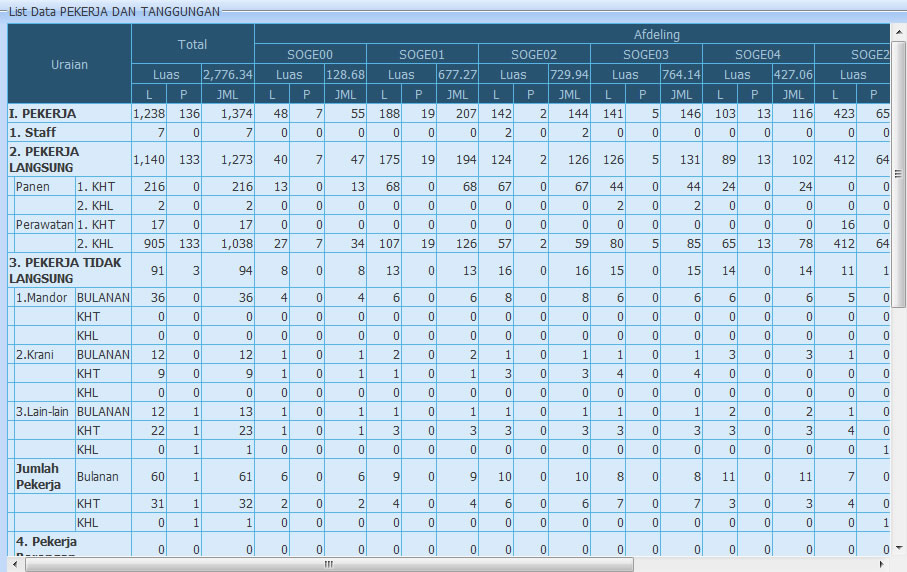 List Data PEKERJA DAN TANGGUNGAN
Uraian Total Afdeling
SOGE00 SOGE01 SOGE02 SOGE03 SOGE04 SOGE2
Luas 2,776.34 Luas 128.68 Luas 677.27 Luas 729.94 Luas 764.14 Luas 427.06 Luas
L P JML L P JML L P JML L P JML L P JML L P JML L P
I. PEKERJA 1,238 136 1,374 48 7 55 188 19 207 142 2 144 141 5 146 103 13 116 423 65
1. Staff 7 0 7 0 0 0 0 0 0 2 0 2 0 0 0 0 0 0 0 0
2. PEKERJA
LANGSUNG 1,140 133 1,273 40 7 47 175 19 194 124 2 126 126 5 131 89 13 102 412 64
Panen 1. KHT 216 0 216 13 0 13 68 0 68 67 0 67 44 0 44 24 0 24 0 0
2. KHL 2 0 2 0 0 0 0 0 0 0 0 0 2 0 2 0 0 0 0 0
Perawatan 1. KHT 17 0 17 0 0 0 0 0 0 0 0 0 0 0 0 0 0 0 16 0
2. KHL 905 133 1,038 27 7 34 107 19 126 57 2 59 80 5 85 65 13 78 412 64
3. PEKERJA TIDAK
LANGSUNG 91 3 94 8 0 8 13 0 13 16 0 16 15 0 15 14 0 14 11 1
1.Mandor BULANAN 36 0 36 4 0 4 6 0 6 8 0 8 6 0 6 6 0 6 5 0
KHT 0 0 0 0 0 0 0 0 0 0 0 0 0 0 0 0 0 0 0 0
KHL 0 0 0 0 0 0 0 0 0 0 0 0 0 0 0 0 0 0 0 0
2.Krani BULANAN 12 0 12 1 0 1 2 0 2 1 0 1 1 0 1 3 0 3 1 0
KHT 9 0 9 1 0 1 1 0 1 3 0 3 4 0 4 0 0 0 0 0
KHL 0 0 0 0 0 0 0 0 0 0 0 0 0 0 0 0 0 0 0 0
3.Lain-lain BULANAN 12 1 13 1 0 1 1 0 1 1 0 1 1 0 1 2 0 2 1 0
KHT 22 1 23 1 0 1 3 0 3 3 0 3 3 0 3 3 0 3 4 0
KHL 0 1 1 0 0 0 0 0 0 0 0 0 0 0 0 0 0 0 0 1
Jumlah
Pekerja Bulanan 60 1 61 6 0 6 9 0 9 10 0 10 8 0 8 11 0 11 7 0
KHT 31 1 32 2 0 2 4 0 4 6 0 6 7 0 7 3 0 3 4 0
KHL 0 1 1 0 0 0 0 0 0 0 0 0 0 0 0 0 0 0 0 1
4. Pekerja 0 0 0 0 0 0 0 0 0 0 0 0 0 0 0 0 0 0 0 0